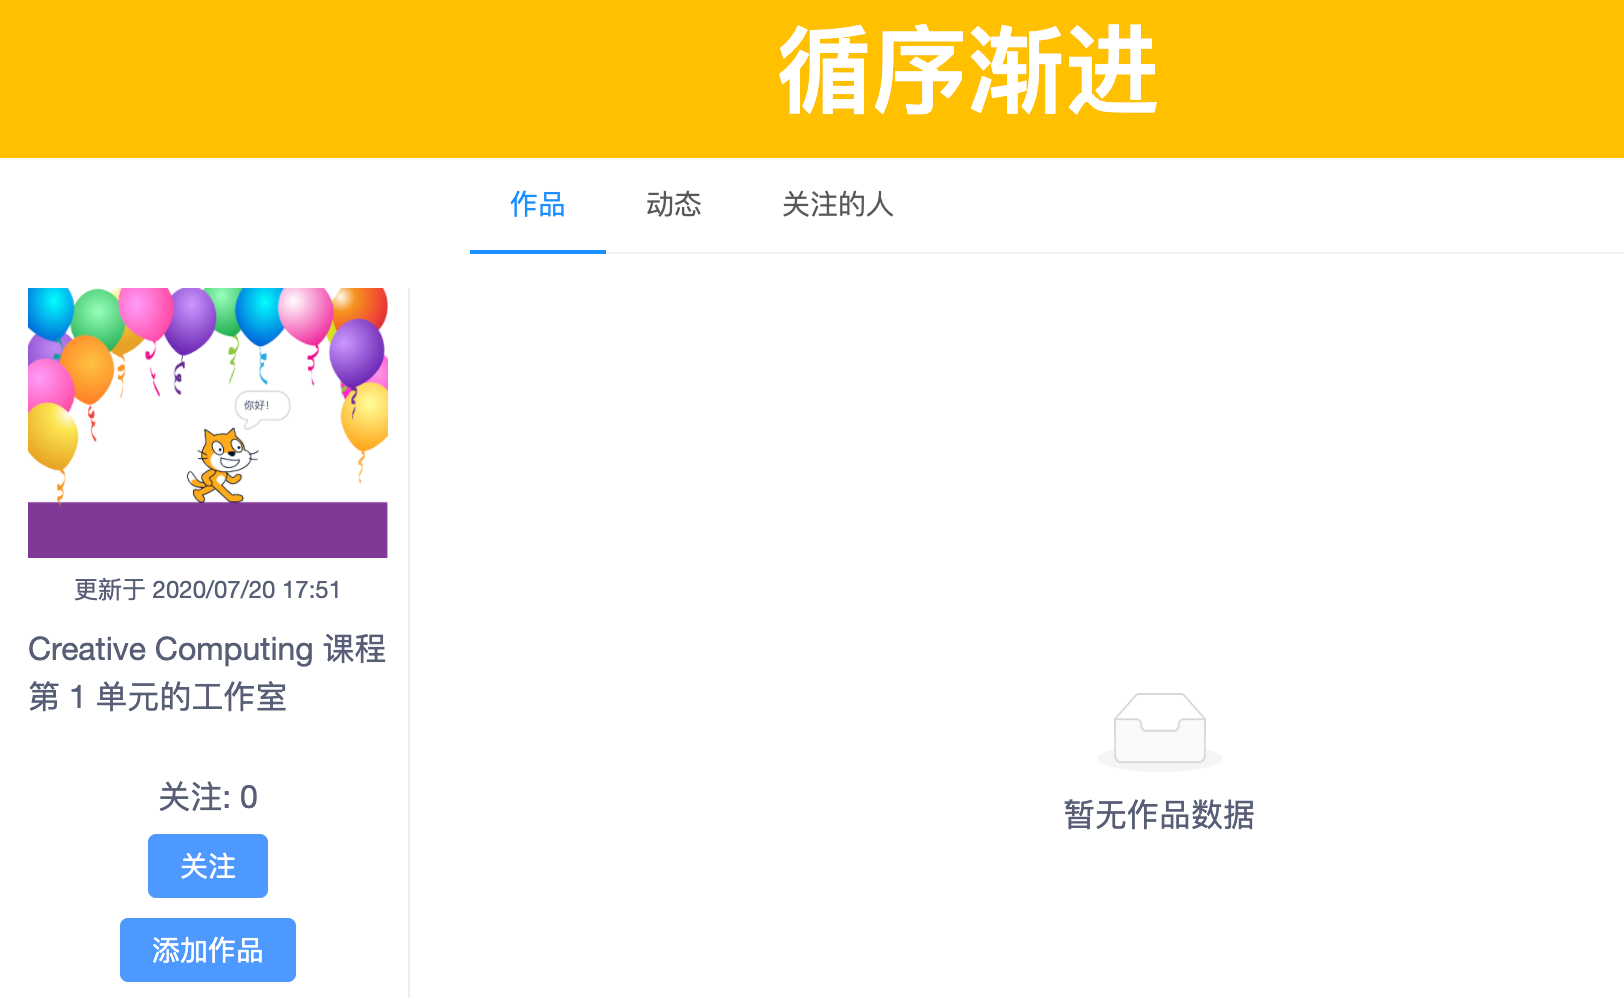 循序渐进
作品
动态
关注的人
你好！
更新于 2020/07/20 17:51
Creative Computing 课程
第 1 单元的工作室
关注: 0
关注
添加作品
暂无作品数据